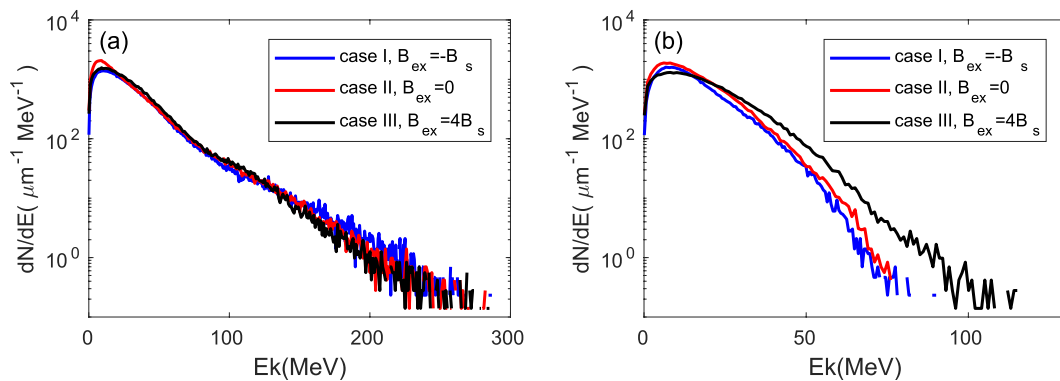 (a)
10^4
10^2
10^0
dN/dE( μm^-1 MeV^-1)
case I, B_ex=-B_s
case II, B_ex=0
case III, B_ex=4B_s
0
100
200
300
Ek(MeV)
(b)
10^4
10^2
10^0
dN/dE( μm^-1 MeV^-1)
case I, B_ex=-B_s
case II, B_ex=0
case III, B_ex=4B_s
0
50
100
Ek(MeV)